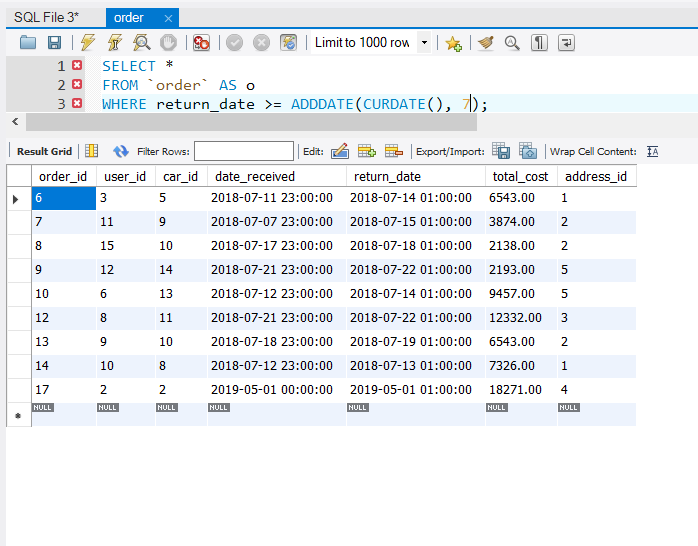 SQL File 3* order ×
Limit to 1000 row
1 SELECT *
2 FROM `order` AS o
3 WHERE return_date >= ADDDATE(CURDATE(), 7);
Result Grid Filter Rows: Edit: Export/Import: Wrap Cell Content: IA
order_id user_id car_id date_received return_date total_cost address_id
6 3 5 2018-07-11 23:00:00 2018-07-14 01:00:00 6543.00 1
7 11 9 2018-07-07 23:00:00 2018-07-15 01:00:00 3874.00 2
8 15 10 2018-07-17 23:00:00 2018-07-18 01:00:00 2138.00 2
9 12 14 2018-07-21 23:00:00 2018-07-22 01:00:00 2193.00 5
10 6 13 2018-07-12 23:00:00 2018-07-14 01:00:00 9457.00 5
12 8 11 2018-07-21 23:00:00 2018-07-22 01:00:00 12332.00 3
13 9 10 2018-07-18 23:00:00 2018-07-19 01:00:00 6543.00 2
14 10 8 2018-07-12 23:00:00 2018-07-13 01:00:00 7326.00 1
17 2 2 2019-05-01 00:00:00 2019-05-01 01:00:00 18271.00 4
NULL NULL NULL NULL NULL NULL NULL